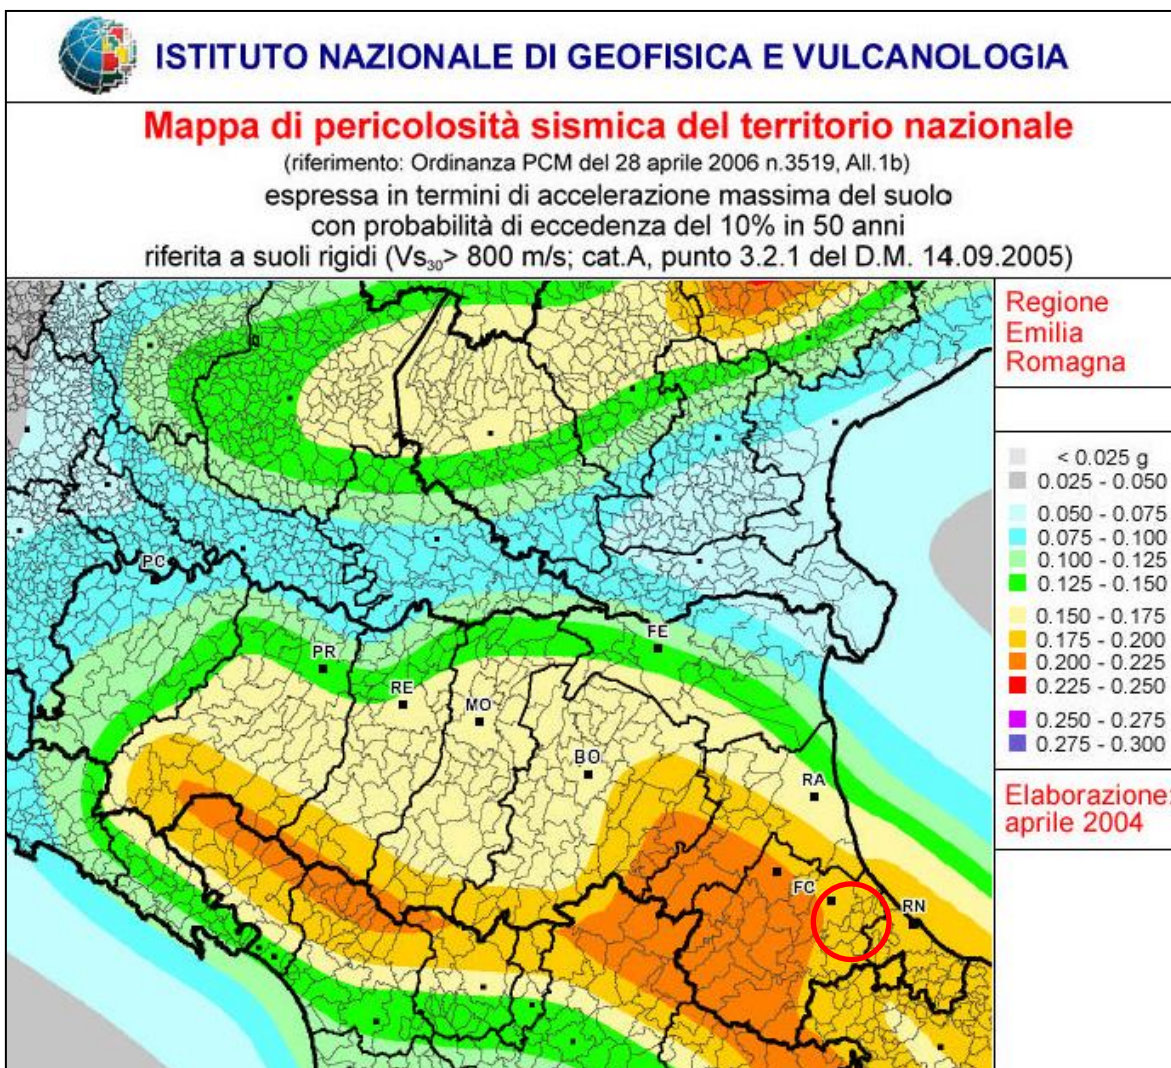 ISTITUTO NAZIONALE DI GEOFISICA E VULCANOLOGIA
Mappa di pericolosità sismica del territorio nazionale
(riferimento: Ordinanza PCM del 28 aprile 2006 n.3519, All.1b)
espressa in termini di accelerazione massima del suolo
con probabilità di eccedenza del 10% in 50 anni
riferita a suoli rigidi (Vs₃₀> 800 m/s; cat.A, punto 3.2.1 del D.M. 14.09.2005)
Regione
Emilia
Romagna
< 0.025 g
0.025 - 0.050
0.050 - 0.075
0.075 - 0.100
0.100 - 0.125
0.125 - 0.150
0.150 - 0.175
0.175 - 0.200
0.200 - 0.225
0.225 - 0.250
0.250 - 0.275
0.275 - 0.300
Elaborazione:
aprile 2004
PC
PR
RE
MO
FE
BO
RA
FC
RN